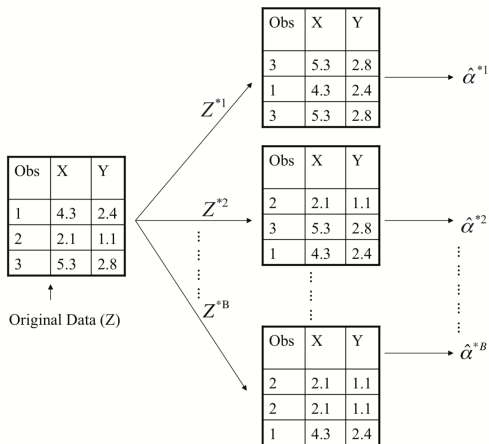 Obs X Y
3 5.3 2.8
1 4.3 2.4
3 5.3 2.8
Z*1
α̂*1
Obs X Y
1 4.3 2.4
2 2.1 1.1
3 5.3 2.8
Original Data (Z)
Z*2
Obs X Y
2 2.1 1.1
3 5.3 2.8
1 4.3 2.4
α̂*2
Z*B
Obs X Y
2 2.1 1.1
2 2.1 1.1
1 4.3 2.4
α̂*B